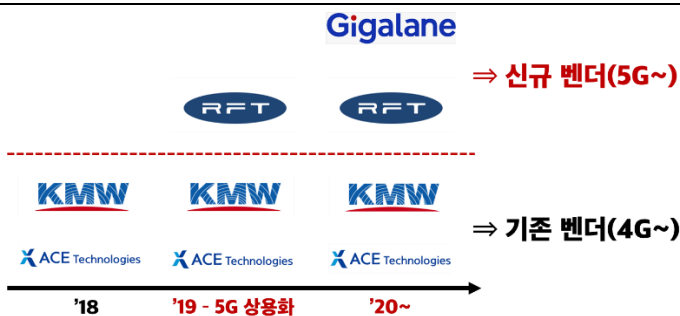 Gigalane
⇒ 신규 벤더(5G~)
RFT RFT
KMW KMW KMW
⇒ 기존 벤더(4G~)
ACE Technologies ACE Technologies ACE Technologies
'18 '19 - 5G 상용화 '20~